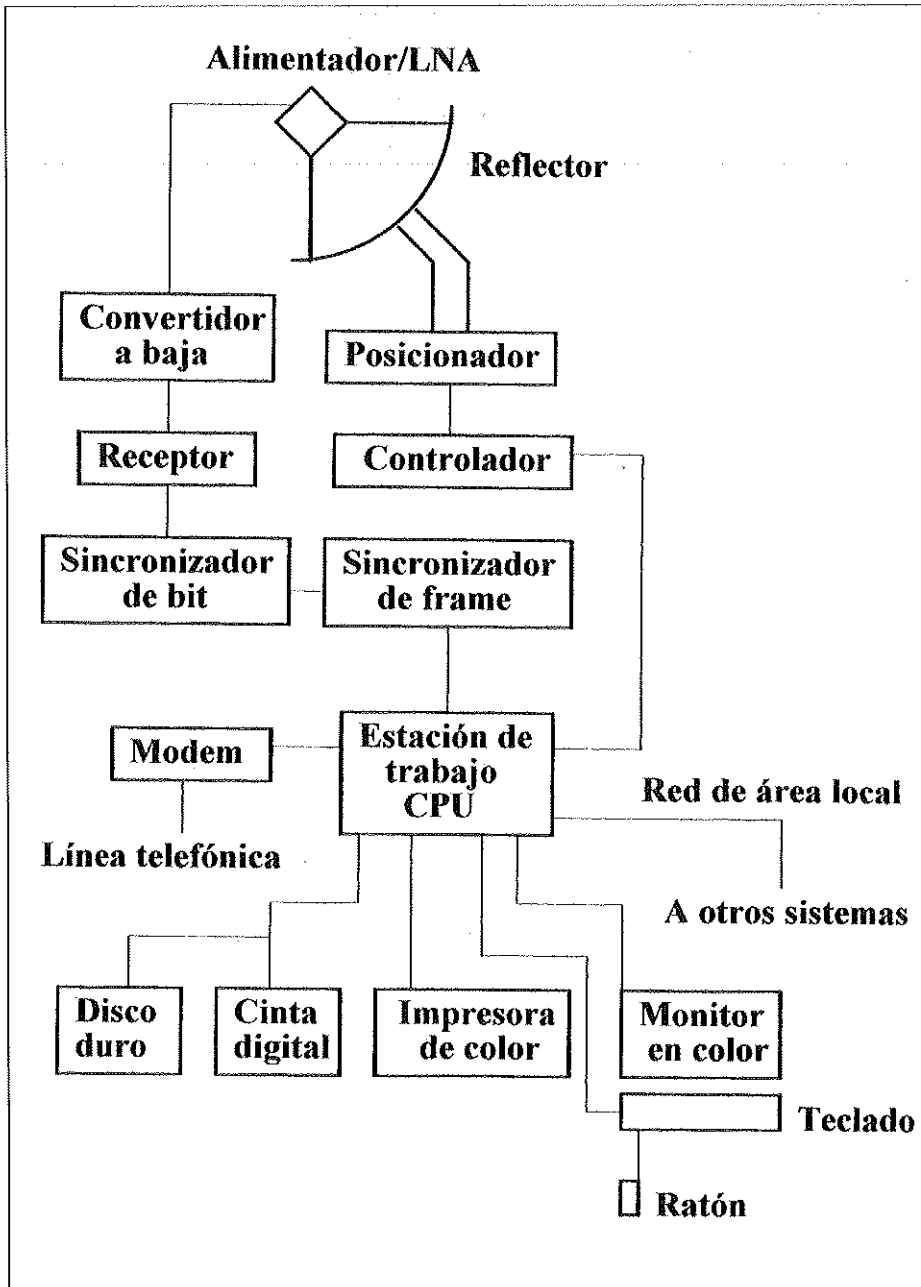 Alimentador/LNA
Reflector
Convertidor
a baja
Posicionador
Receptor
Controlador
Sincronizador
de bit
Sincronizador
de frame
Modem
Estación de
trabajo
CPU
Red de área local
Línea telefónica
A otros sistemas
Disco
duro
Cinta
digital
Impresora
de color
Monitor
en color
Teclado
Ratón